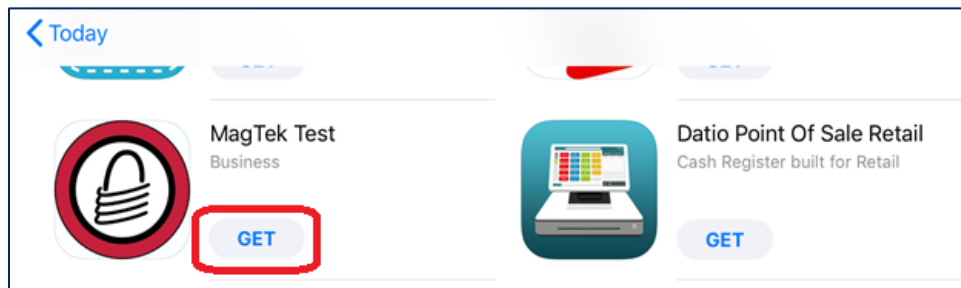 Today
MagTek Test
Business
GET
Datio Point Of Sale Retail
Cash Register built for Retail
GET